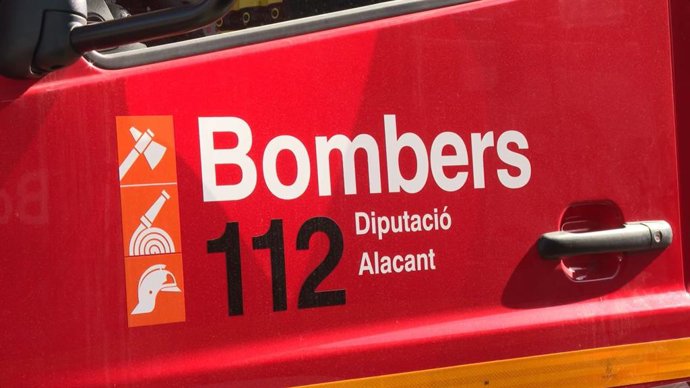 Bombers
112
Diputació
Alacant